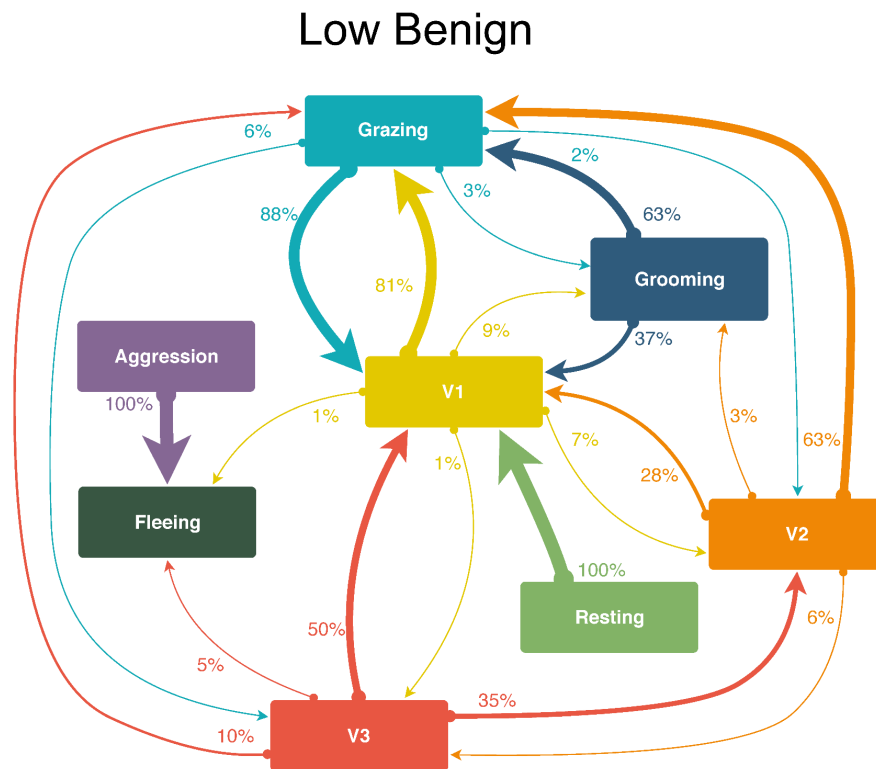 Low Benign
Grazing
6%
2%
3%
88%
63%
Grooming
81%
9%
37%
Aggression
V1
100%
1%
3%
7%
63%
1%
28%
Fleeing
V2
100%
Resting
6%
50%
5%
35%
10%
V3